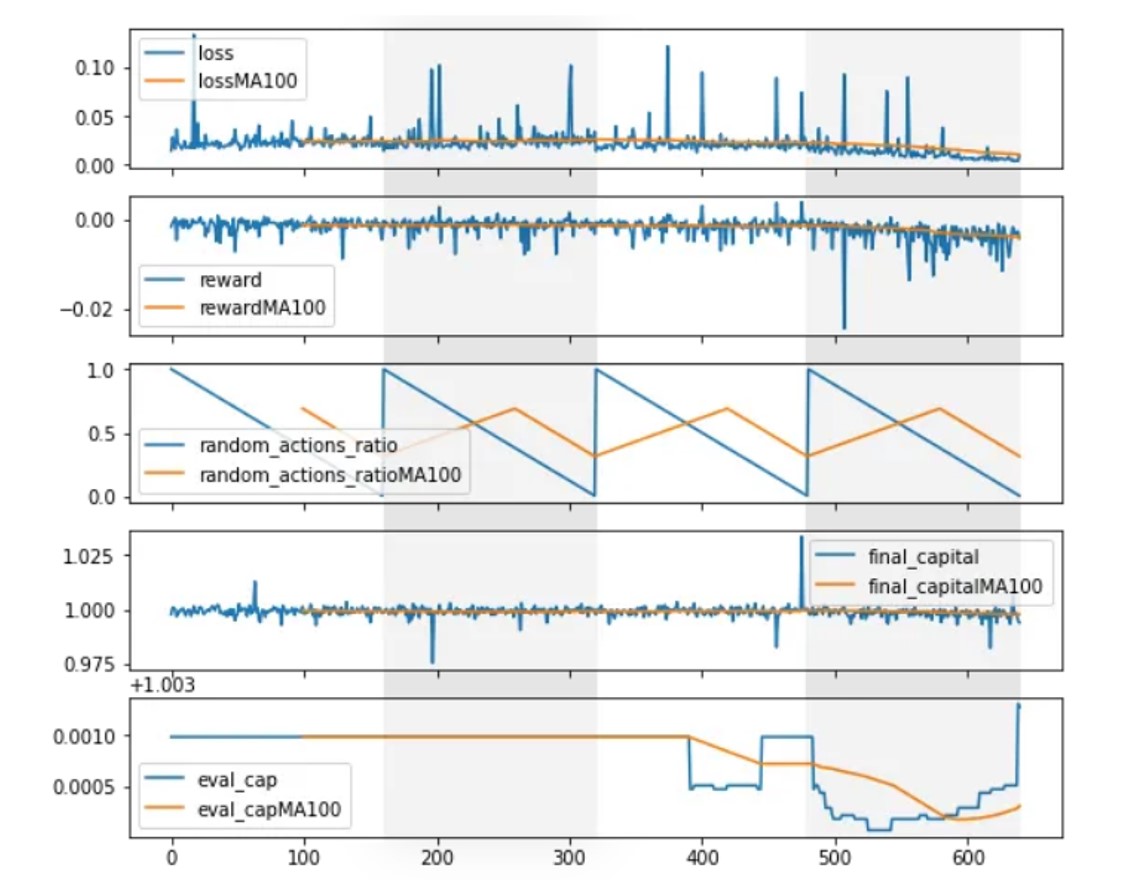 loss
lossMA100
0.10
0.05
0.00
0.00
reward
rewardMA100
−0.02
1.0
0.5
random_actions_ratio
random_actions_ratioMA100
0.0
1.025
final_capital
final_capitalMA100
1.000
0.975
+1.003
0.0010
eval_cap
0.0005
eval_capMA100
0 100 200 300 400 500 600